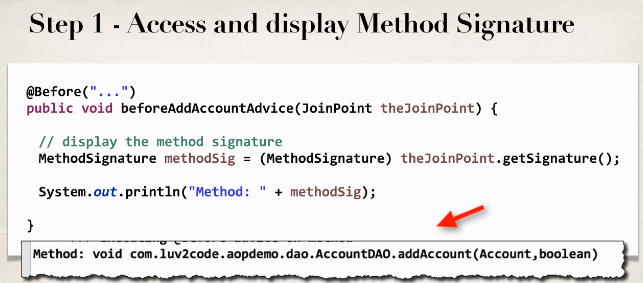 Step 1 - Access and display Method Signature
@Before("...")
public void beforeAddAccountAdvice(JoinPoint theJoinPoint) {
// display the method signature
MethodSignature methodSig = (MethodSignature) theJoinPoint.getSignature();
System.out.println("Method: " + methodSig);
}
Method: void com.luv2code.aopdemo.dao.AccountDAO.addAccount(Account,boolean)